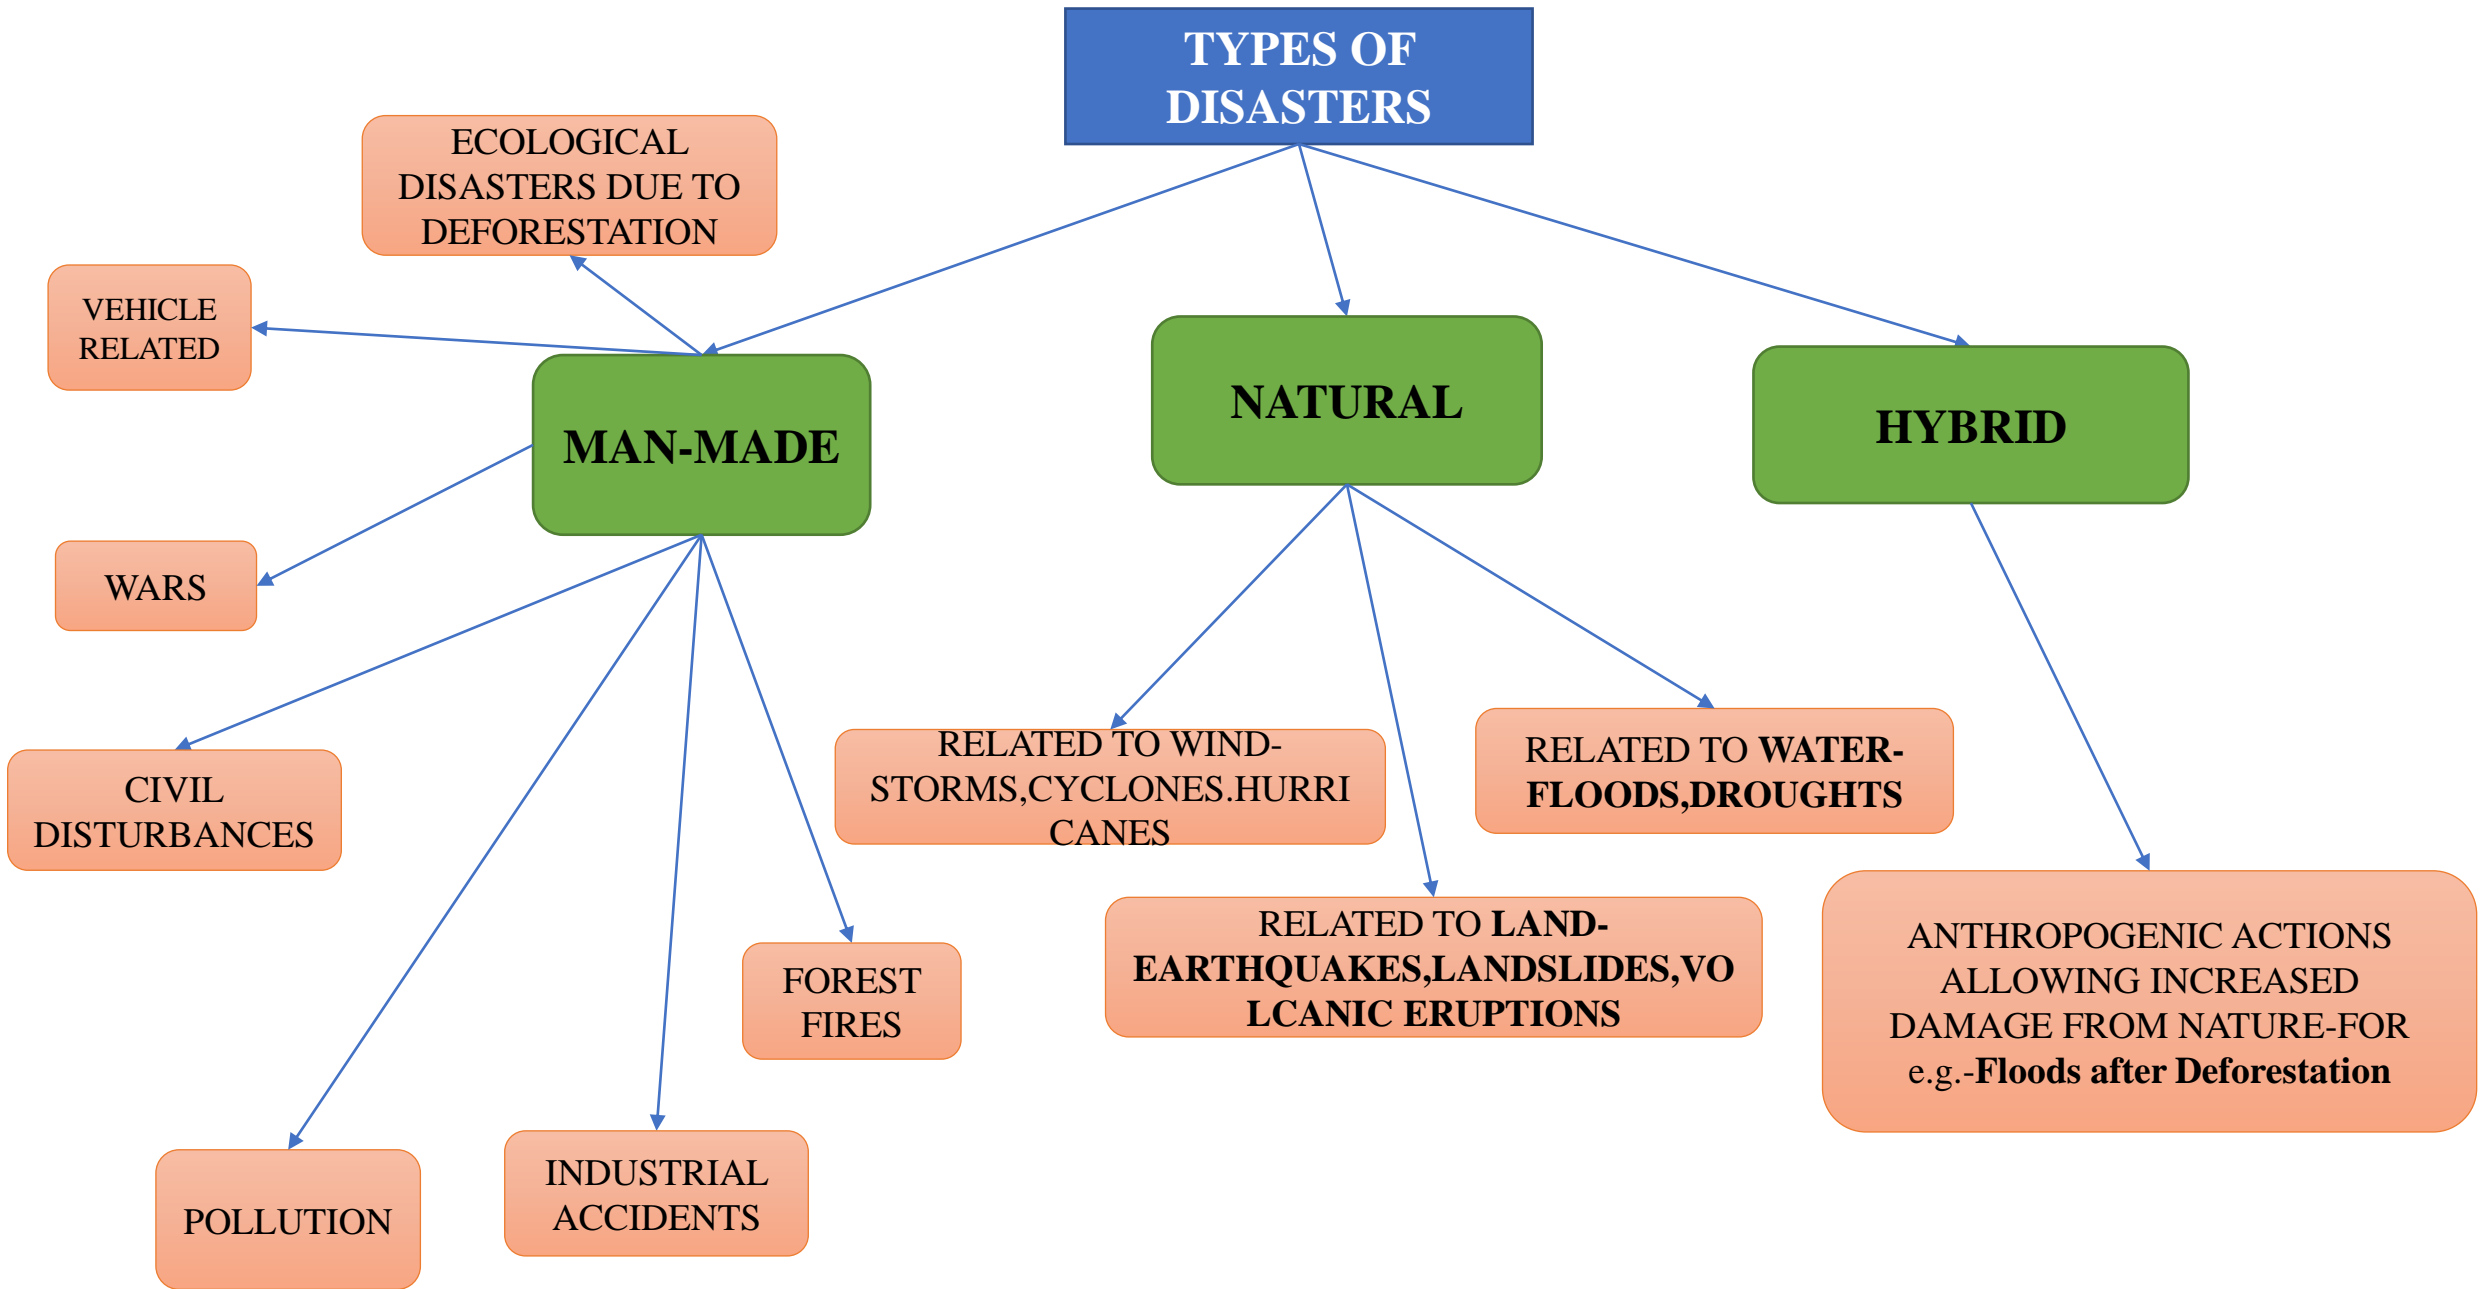 TYPES OF
DISASTERS
ECOLOGICAL
DISASTERS DUE TO
DEFORESTATION
VEHICLE
RELATED
MAN-MADE
NATURAL
HYBRID
WARS
CIVIL
DISTURBANCES
RELATED TO WIND-
STORMS,CYCLONES.HURRI
CANES
RELATED TO WATER-
FLOODS,DROUGHTS
RELATED TO LAND-
EARTHQUAKES,LANDSLIDES,VO
LCANIC ERUPTIONS
ANTHROPOGENIC ACTIONS
ALLOWING INCREASED
DAMAGE FROM NATURE-FOR
e.g.-Floods after Deforestation
FOREST
FIRES
INDUSTRIAL
ACCIDENTS
POLLUTION